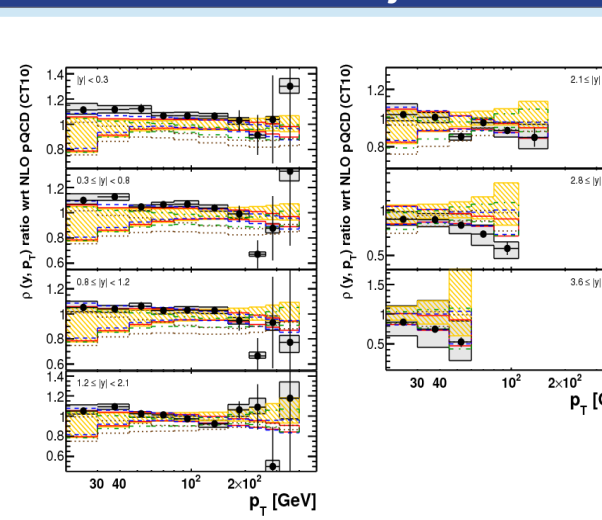 ρ (y, p_T) ratio wrt NLO pQCD (CT10)
1.4
1.2
1
0.8
|y| < 0.3
1.2
1
0.8
0.6
0.3 ≤ |y| < 0.8
1.2
1
0.8
0.6
0.8 ≤ |y| < 1.2
1.4
1.2
1
0.8
0.6
1.2 ≤ |y| < 2.1
30 40 10² 2×10²
p_T [GeV]
ρ (y, p_T) ratio wrt NLO pQCD (CT10)
1.2
1
0.8
2.1 ≤ |y|
1
0.5
2.8 ≤ |y|
1.5
1
0.5
3.6 ≤ |y|
30 40 10² 2×10²
p_T [